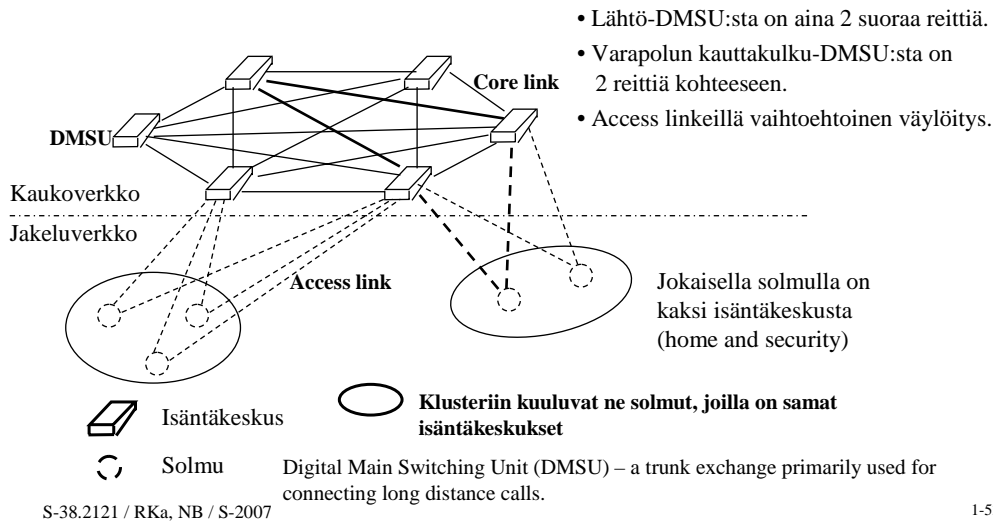 • Lähtö-DMSU:sta on aina 2 suoraa reittiä.
• Varapolun kauttakulku-DMSU:sta on
2 reittiä kohteeseen.
• Access linkeillä vaihtoehtoinen väylöitys.
Core link
DMSU
Kaukoverkko
Jakeluverkko
Access link
Jokaisella solmulla on
kaksi isäntäkeskusta
(home and security)
Isäntäkeskus
Klusteriin kuuluvat ne solmut, joilla on samat
isäntäkeskukset
Solmu
Digital Main Switching Unit (DMSU) – a trunk exchange primarily used for
connecting long distance calls.
S-38.2121 / RKa, NB / S-2007
1-5